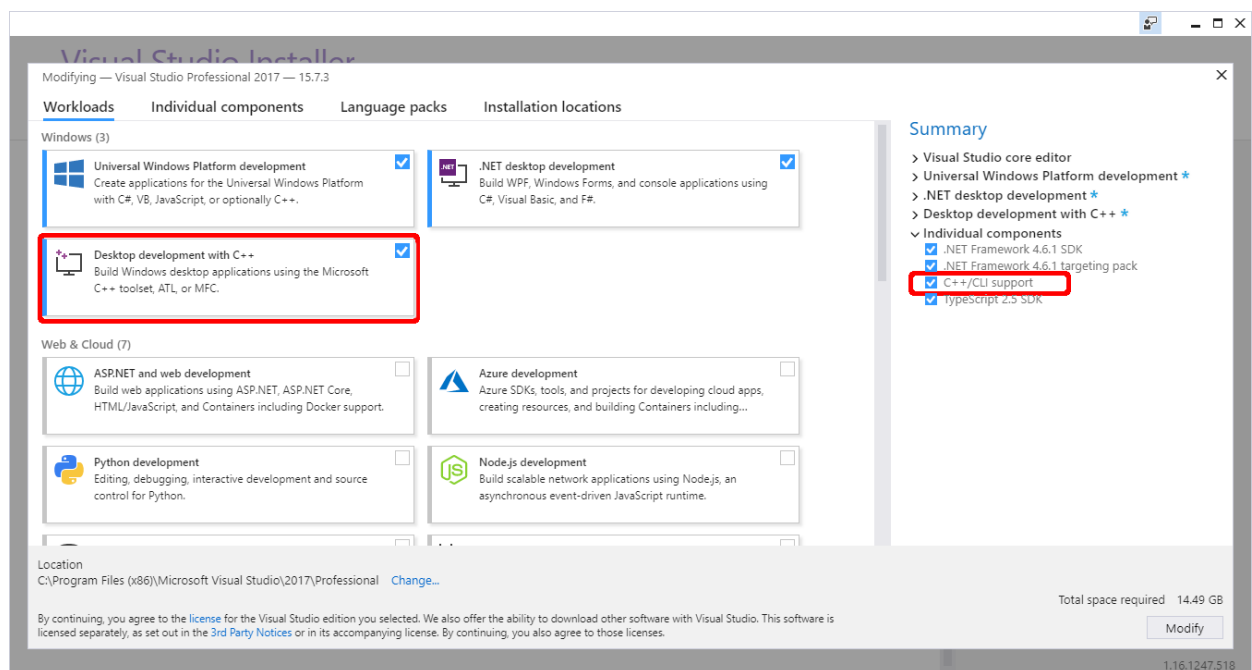 Visual Studio Installer
Modifying — Visual Studio Professional 2017 — 15.7.3
Workloads
Individual components
Language packs
Installation locations
Windows (3)
Universal Windows Platform development
Create applications for the Universal Windows Platform
with C#, VB, JavaScript, or optionally C++.
.NET
.NET desktop development
Build WPF, Windows Forms, and console applications using
C#, Visual Basic, and F#.
Desktop development with C++
Build Windows desktop applications using the Microsoft
C++ toolset, ATL, or MFC.
Web & Cloud (7)
ASP.NET and web development
Build web applications using ASP.NET, ASP.NET Core,
HTML/JavaScript, and Containers including Docker support.
Azure development
Azure SDKs, tools, and projects for developing cloud apps,
creating resources, and building Containers including...
Python development
Editing, debugging, interactive development and source
control for Python.
JS
Node.js development
Build scalable network applications using Node.js, an
asynchronous event-driven JavaScript runtime.
Summary
Visual Studio core editor
Universal Windows Platform development *
.NET desktop development *
Desktop development with C++ *
Individual components
.NET Framework 4.6.1 SDK
.NET Framework 4.6.1 targeting pack
C++/CLI support
TypeScript 2.5 SDK
Location
C:\Program Files (x86)\Microsoft Visual Studio\2017\Professional Change...
By continuing, you agree to the license for the Visual Studio edition you selected. We also offer the ability to download other software with Visual Studio. This software is
licensed separately, as set out in the 3rd Party Notices or in its accompanying license. By continuing, you also agree to those licenses.
Total space required 14.49 GB
Modify
1.16.1247.518